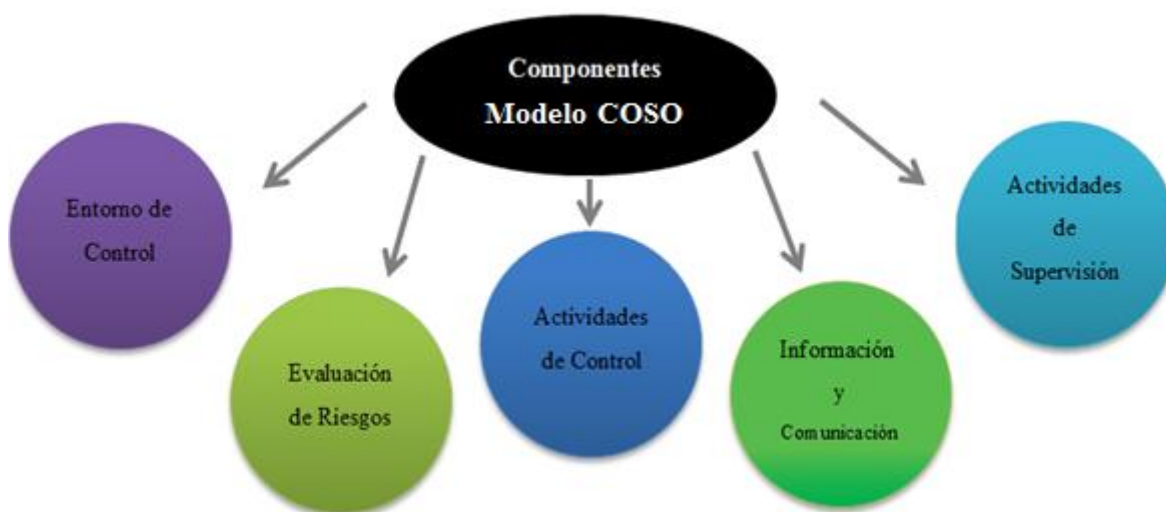 Componentes
Modelo COSO
Entorno de
Control
Evaluación
de Riesgos
Actividades
de Control
Información
y
Comunicación
Actividades
de
Supervisión